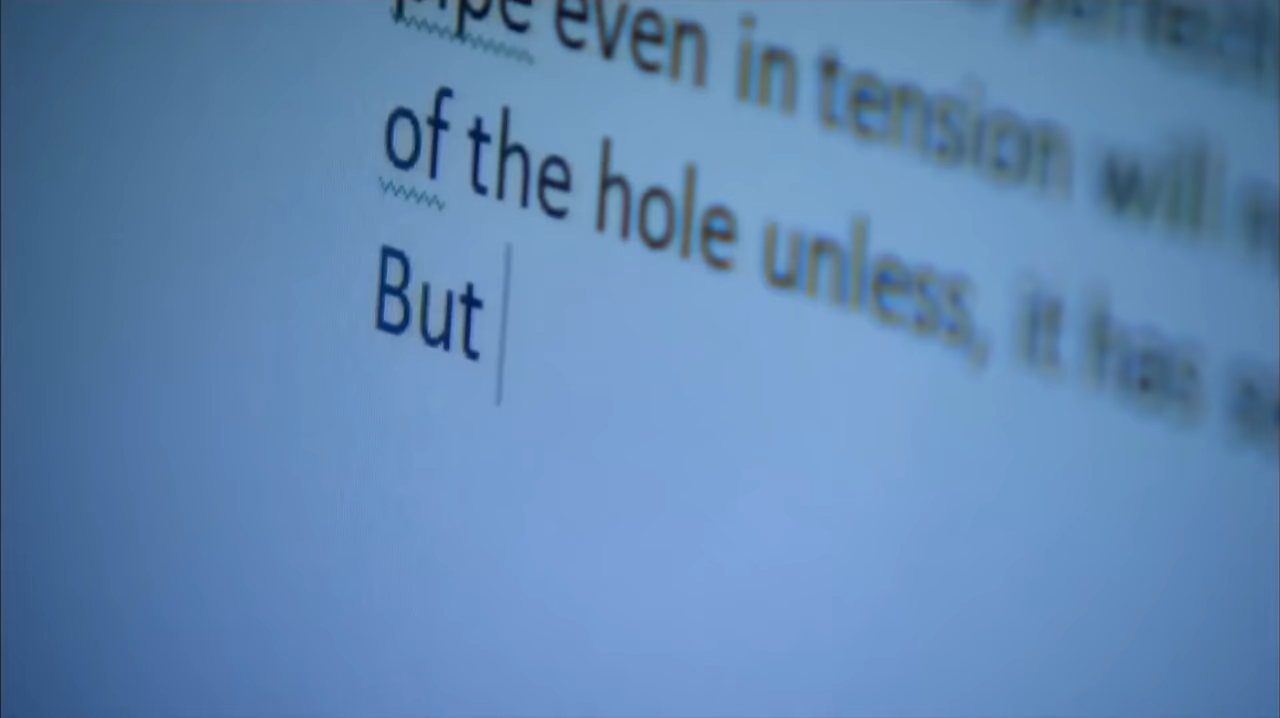 pipe even in tension will
of the hole unless, it has
But